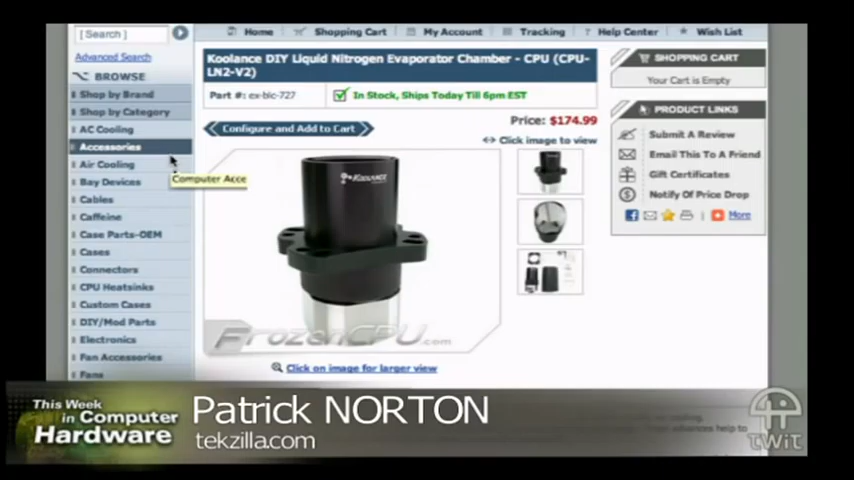 [ Search ]
Home
Shopping Cart
My Account
Tracking
? Help Center
Wish List
Advanced Search
BROWSE
Shop by Brand
Shop by Category
AC Cooling
Accessories
Air Cooling
Bay Devices
Cables
Caffeine
Case Parts-OEM
Cases
Connectors
CPU Heatsinks
Custom Cases
DIY/Mod Parts
Electronics
Fan Accessories
Fans
Computer Acce
Koolance DIY Liquid Nitrogen Evaporator Chamber - CPU (CPU-
LN2-V2)
Part #: ex-blc-727
In Stock, Ships Today Till 6pm EST
Price: $174.99
Configure and Add to Cart
Click image to view
KOOLANCE
FrozenCPU.com
Click on image for larger view
SHOPPING CART
Your Cart is Empty
PRODUCT LINKS
Submit A Review
Email This To A Friend
Gift Certificates
Notify Of Price Drop
More
This Week
in Computer
Hardware
Patrick NORTON
tekzilla.com
TWiT